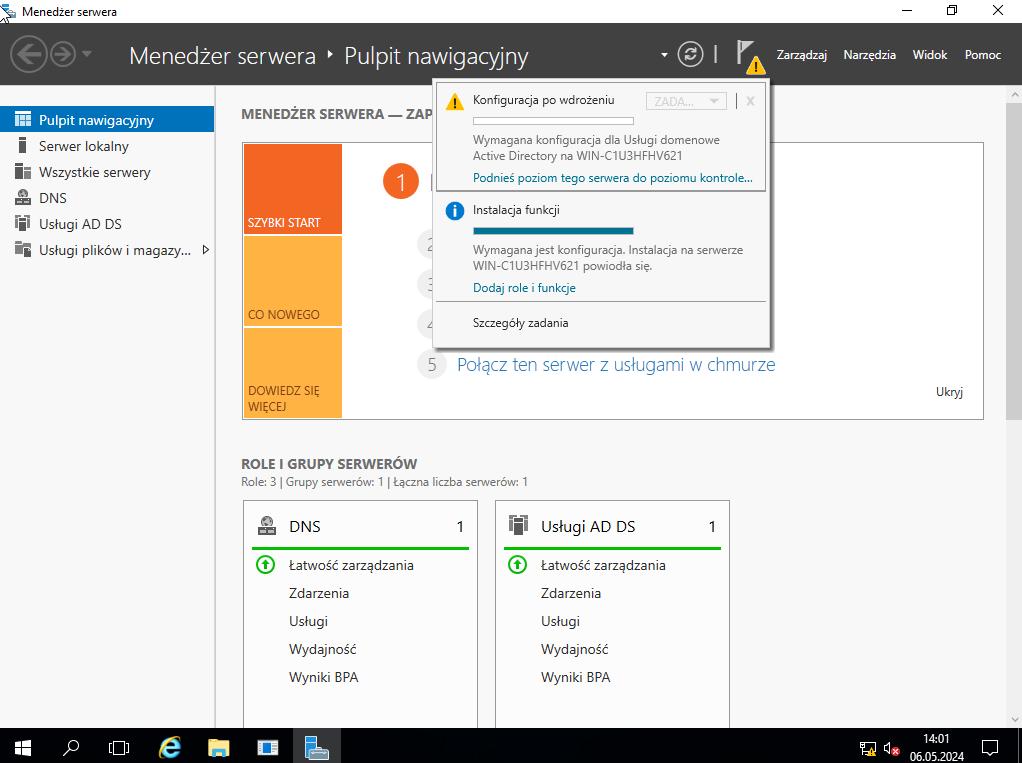 Menedżer serwera
Menedżer serwera
Pulpit nawigacyjny
Zarządzaj
Narzędzia
Widok
Pomoc
Pulpit nawigacyjny
Serwer lokalny
Wszystkie serwery
DNS
Usługi AD DS
Usługi plików i magazy...
MENEDŻER SERWERA — ZAP
SZYBKI START
CO NOWEGO
DOWIEDZ SIĘ
WIĘCEJ
1
2
3
4
5 Połącz ten serwer z usługami w chmurze
Ukryj
Konfiguracja po wdrożeniu
ZADA...
X
Wymagana konfiguracja dla Usługi domenowe
Active Directory na WIN-C1U3HFHV621
Podnieś poziom tego serwera do poziomu kontrole...
Instalacja funkcji
Wymagana jest konfiguracja. Instalacja na serwerze
WIN-C1U3HFHV621 powiodła się.
Dodaj role i funkcje
Szczegóły zadania
ROLE I GRUPY SERWERÓW
Role: 3 | Grupy serwerów: 1 | Łączna liczba serwerów: 1
DNS 1
Łatwość zarządzania
Zdarzenia
Usługi
Wydajność
Wyniki BPA
Usługi AD DS 1
Łatwość zarządzania
Zdarzenia
Usługi
Wydajność
Wyniki BPA
14:01
06.05.2024